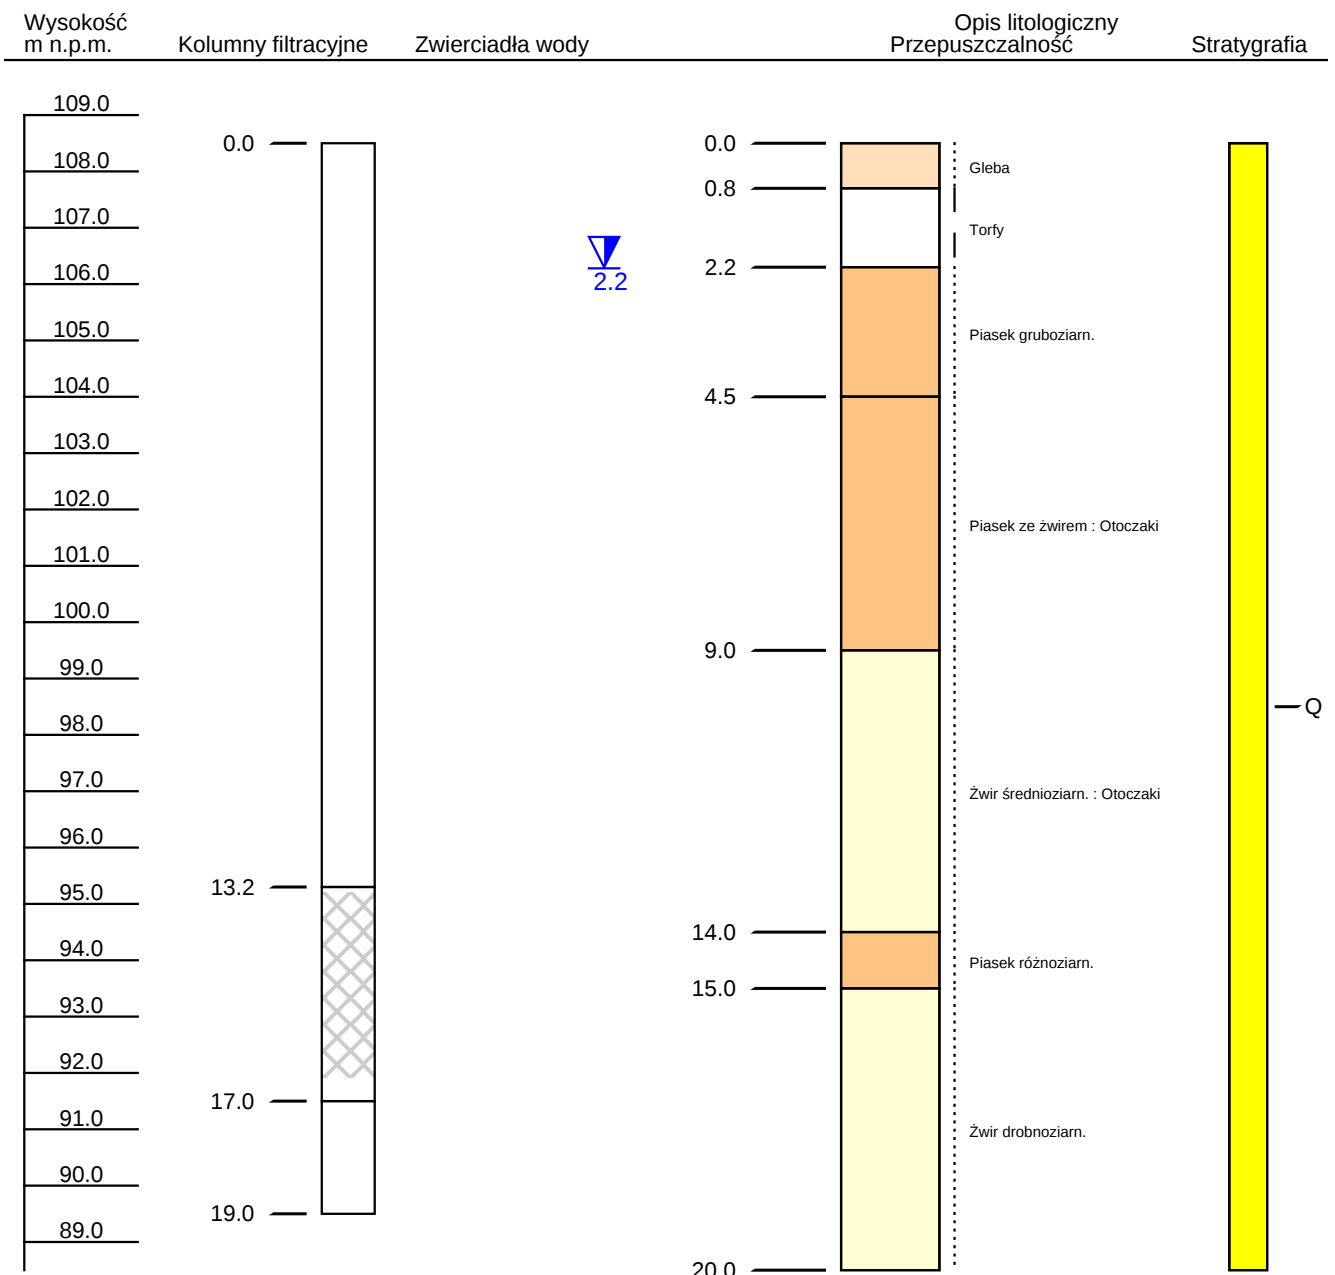 Wysokość
m n.p.m.
Kolumny filtracyjne
Zwierciadła wody
Opis litologiczny
Przepuszczalność
Stratygrafia
109.0
0.0
0.0
108.0
Gleba
0.8
107.0
Torfy
106.0
2.2
2.2
105.0
Piasek gruboziarn.
104.0
4.5
103.0
102.0
101.0
Piasek ze żwirem : Otoczaki
100.0
99.0
9.0
98.0
Q
97.0
Żwir średnioziarn. : Otoczaki
96.0
95.0
13.2
94.0
14.0
Piasek różnoziarn.
93.0
15.0
92.0
91.0
17.0
Żwir drobnoziarn.
90.0
89.0
19.0
20.0